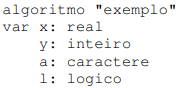 algoritmo "exemplo"
var x: real
y: inteiro
a: caractere
l: logico